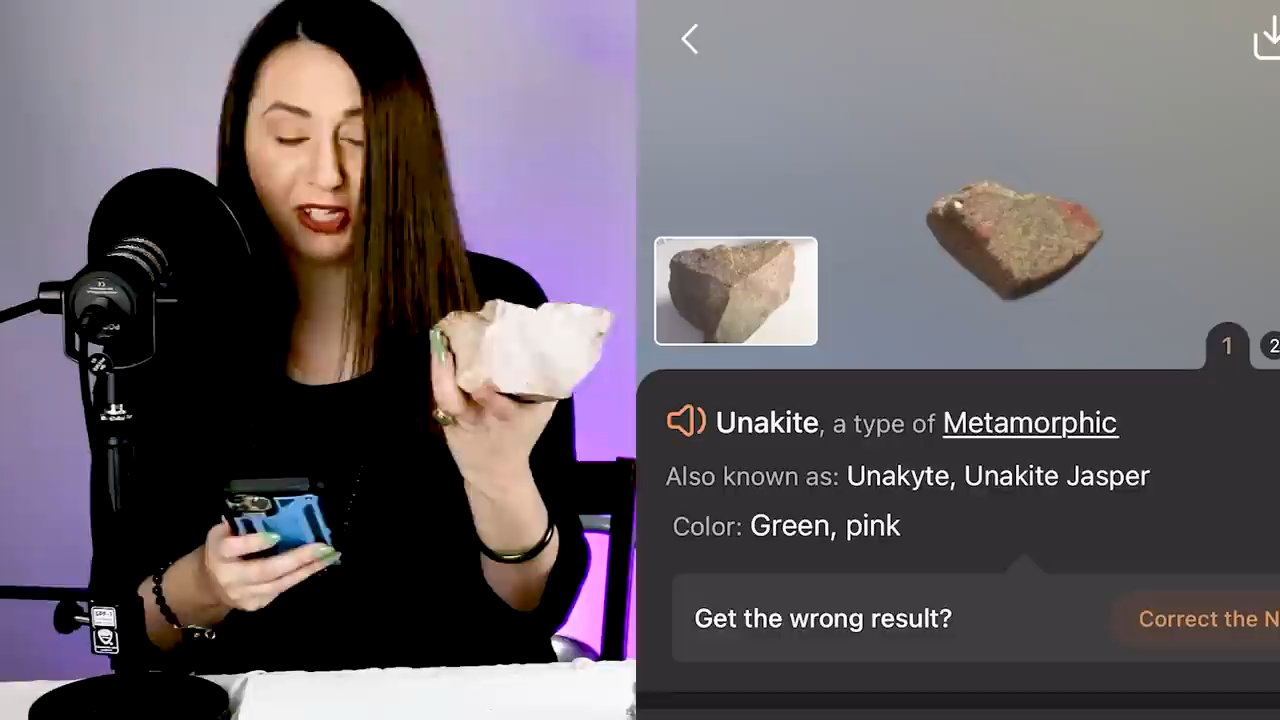 1
2
Unakite, a type of Metamorphic
Also known as: Unakyte, Unakite Jasper
Color: Green, pink
Get the wrong result?
Correct the N